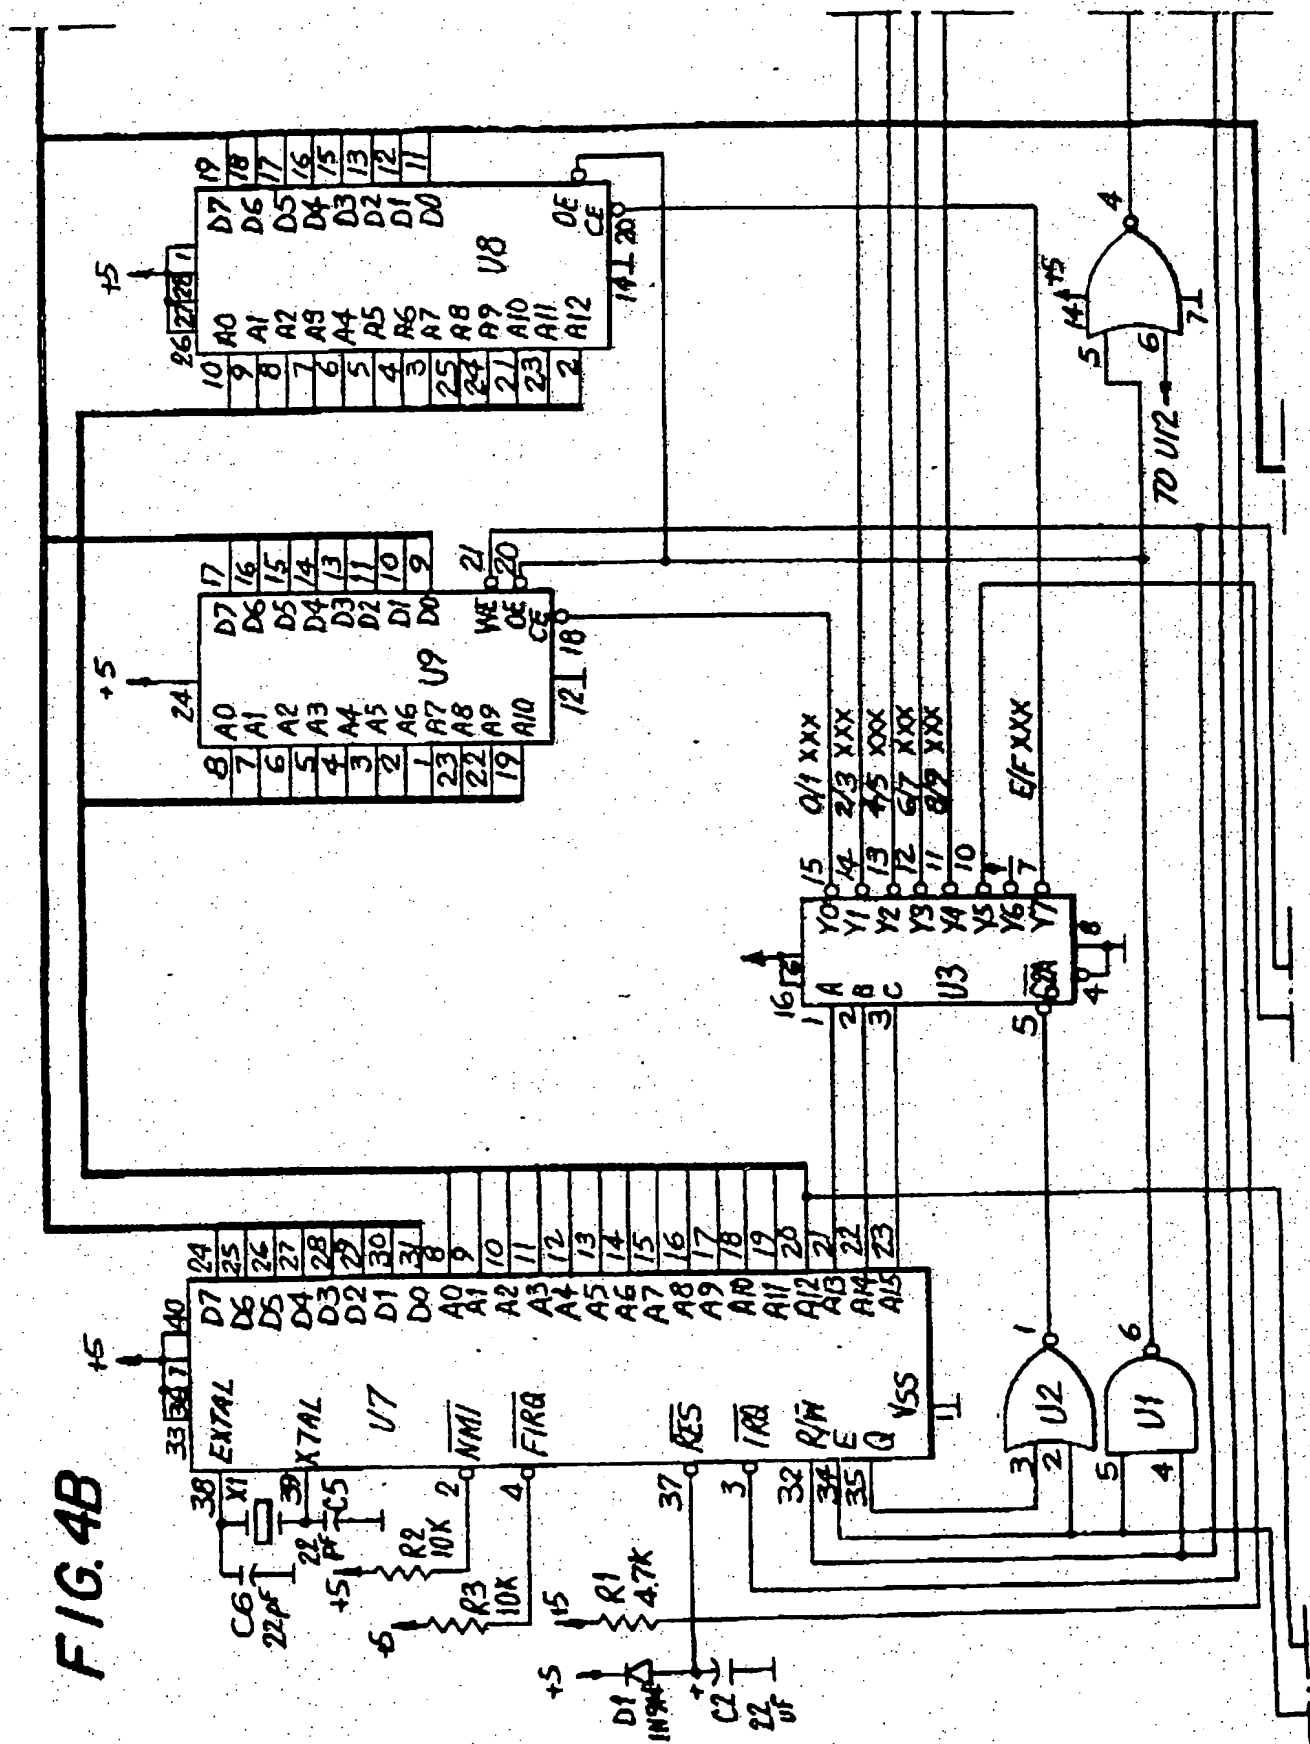 FIG. 4B
+5
33 36 7 40
38 EXTAL
X1
39 XTAL
C6
22pF
22
PF
C5
U7
D7 24
D6 25
D5 26
D4 27
D3 28
D2 29
D1 30
D0 31
A0 8
A1 9
A2 10
A3 11
A4 12
A5 13
A6 14
A7 15
A8 16
A9 17
A10 18
A11 19
A12 20
A13 21
A14 22
A15 23
+5
R2
10K
2 NMI
+5
R3
10K
4 FIRQ
+5
R1
4.7K
+5
D1
+
C2
22
UF
37 RES
3 IRQ
32 R/W
34 E
35 Q
VSS
1
3
2
U2
1
5
4
U1
6
+5
24
8 A0
7 A1
6 A2
5 A3
4 A4
3 A5
2 A6
1 A7
23 A8
22 A9
19 A10
U9
D7 17
D6 16
D5 15
D4 14
D3 13
D2 11
D1 10
D0 9
WE 21
OE 20
CE 18
12
+5
26 27 28 1
10 A0
9 A1
8 A2
7 A3
6 A4
5 A5
4 A6
3 A7
25 A8
24 A9
21 A10
23 A11
2 A12
U8
D7 19
D6 18
D5 17
D4 16
D3 15
D2 13
D1 12
D0 11
OE
CE 20
14
16 6
1 A
2 B
3 C
U3
5 G2A
4
8
Y0 15 0/1 XXX
Y1 14 2/3 XXX
Y2 13 4/5 XXX
Y3 12 6/7 XXX
Y4 11 8/9 XXX
Y5 10
Y6
Y7 7 E/FXXX
14 +5
5
6
TO U12
7
4